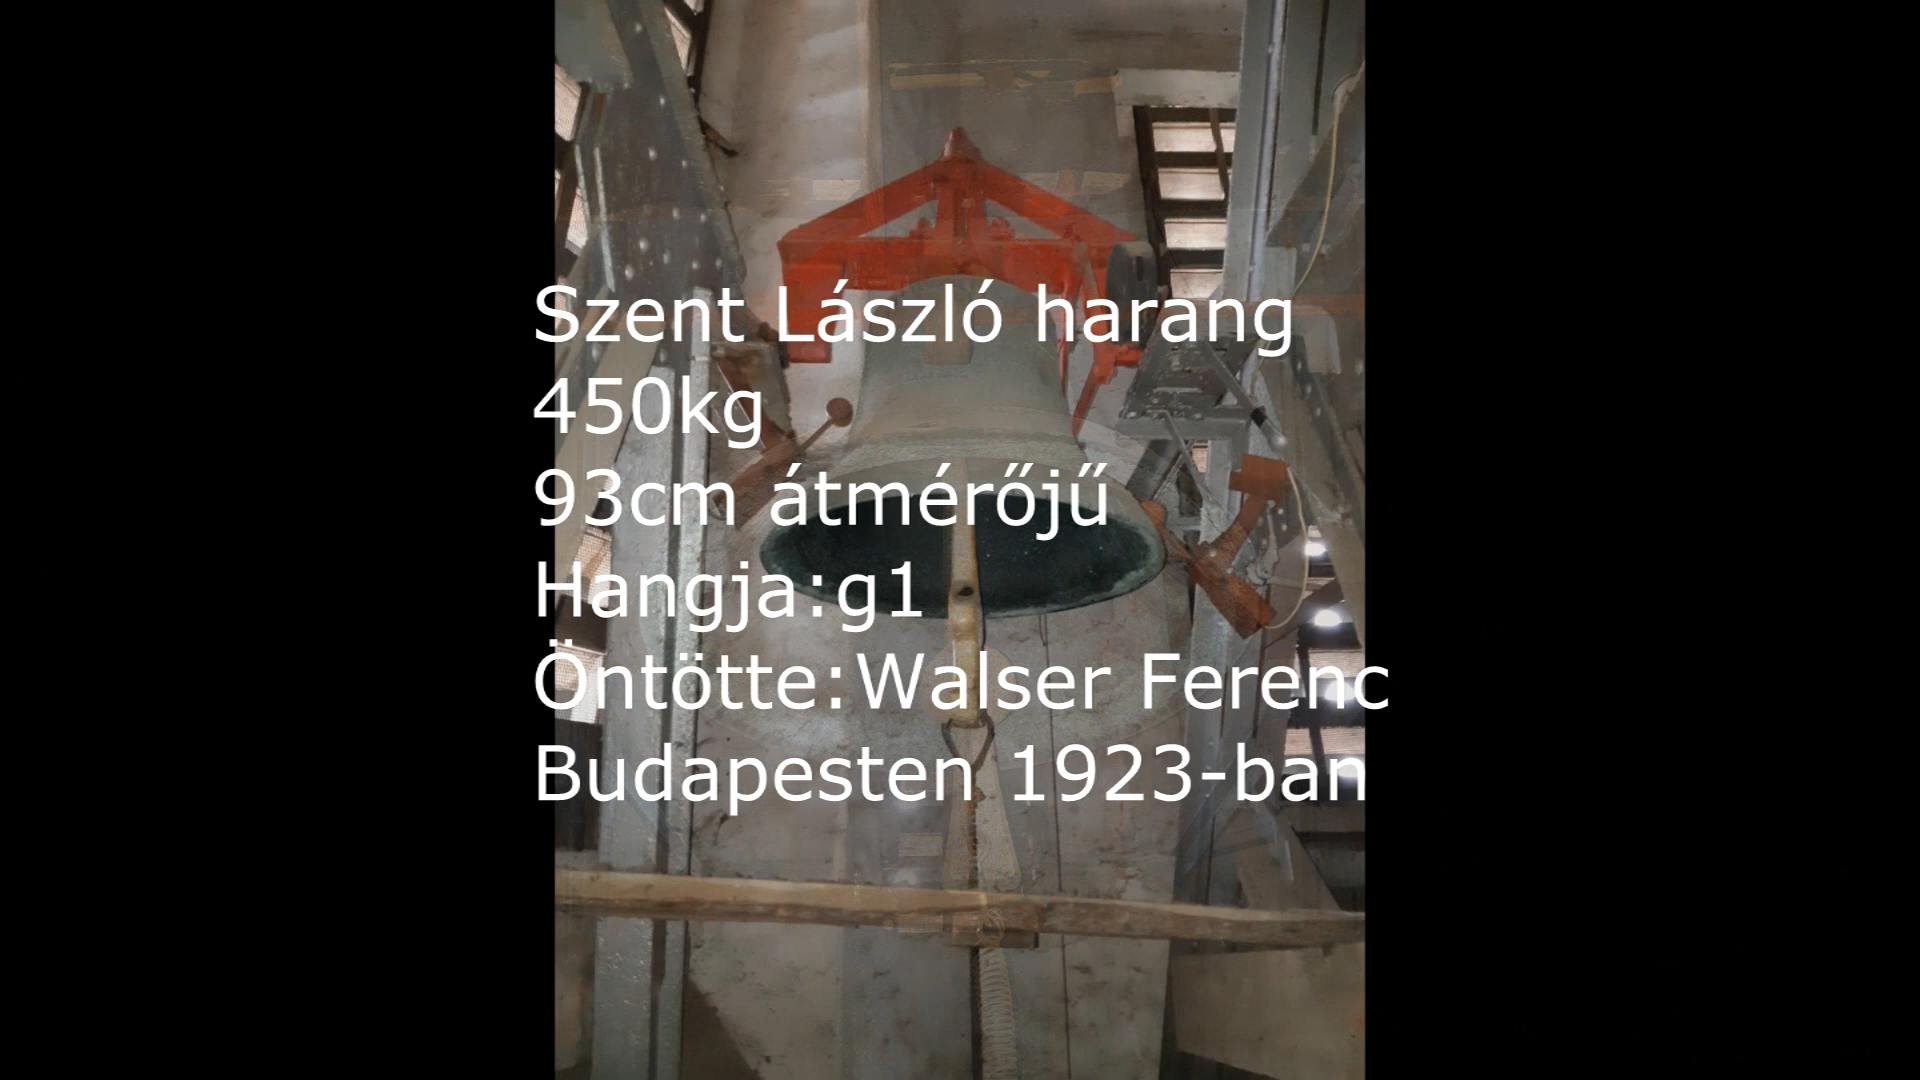 Szent László harang
450kg
93cm átmérőjű
Hangja:g1
Öntötte:Walser Ferenc
Budapesten 1923-ban